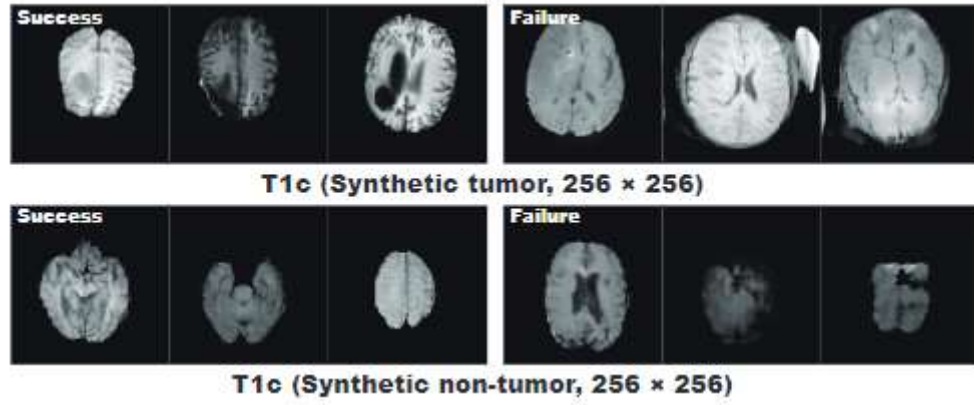 Success Failure
T1c (Synthetic tumor, 256 × 256)
Success Failure
T1c (Synthetic non-tumor, 256 × 256)